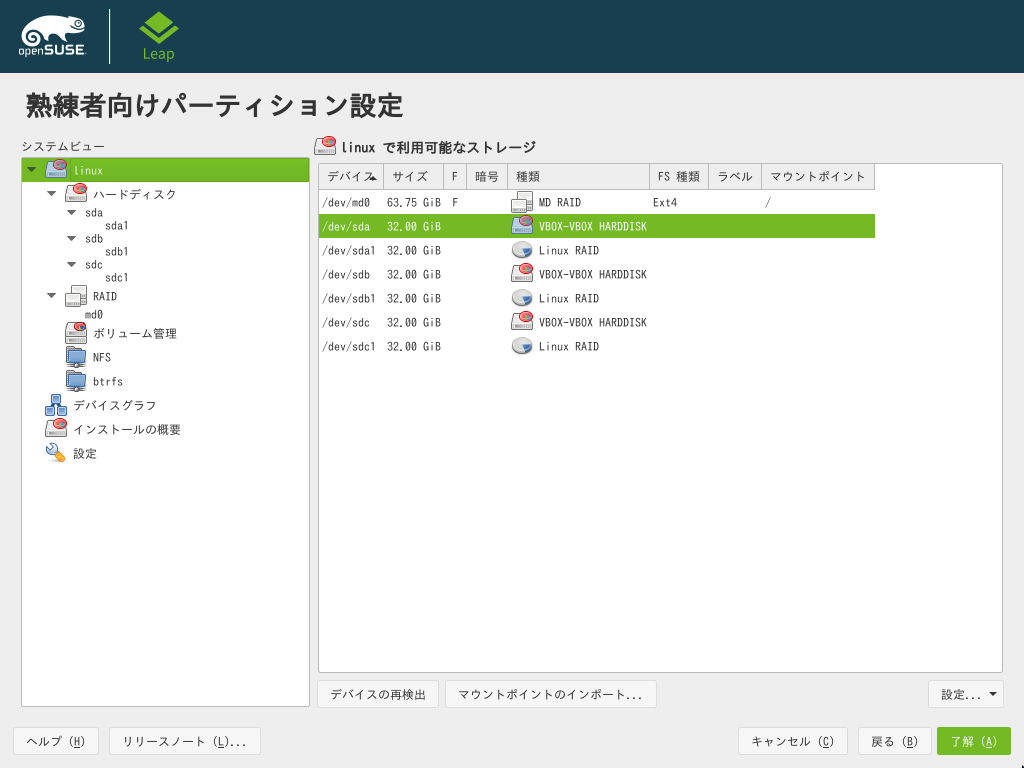 openSUSE.
Leap
熟練者向けパーティション設定
システムビュー
linux
ハードディスク
sda
sda1
sdb
sdb1
sdc
sdc1
RAID
md0
ボリューム管理
NFS
btrfs
デバイスグラフ
インストールの概要
設定
linux で利用可能なストレージ
デバイス サイズ F 暗号 種類 FS 種類 ラベル マウントポイント
/dev/md0 63.75 GiB F MD RAID Ext4 /
/dev/sda 32.00 GiB VBOX-VBOX HARDDISK
/dev/sda1 32.00 GiB Linux RAID
/dev/sdb 32.00 GiB VBOX-VBOX HARDDISK
/dev/sdb1 32.00 GiB Linux RAID
/dev/sdc 32.00 GiB VBOX-VBOX HARDDISK
/dev/sdc1 32.00 GiB Linux RAID
デバイスの再検出 マウントポイントのインポート... 設定...
ヘルプ (H) リリースノート (L)... キャンセル (C) 戻る (B) 了解 (A)